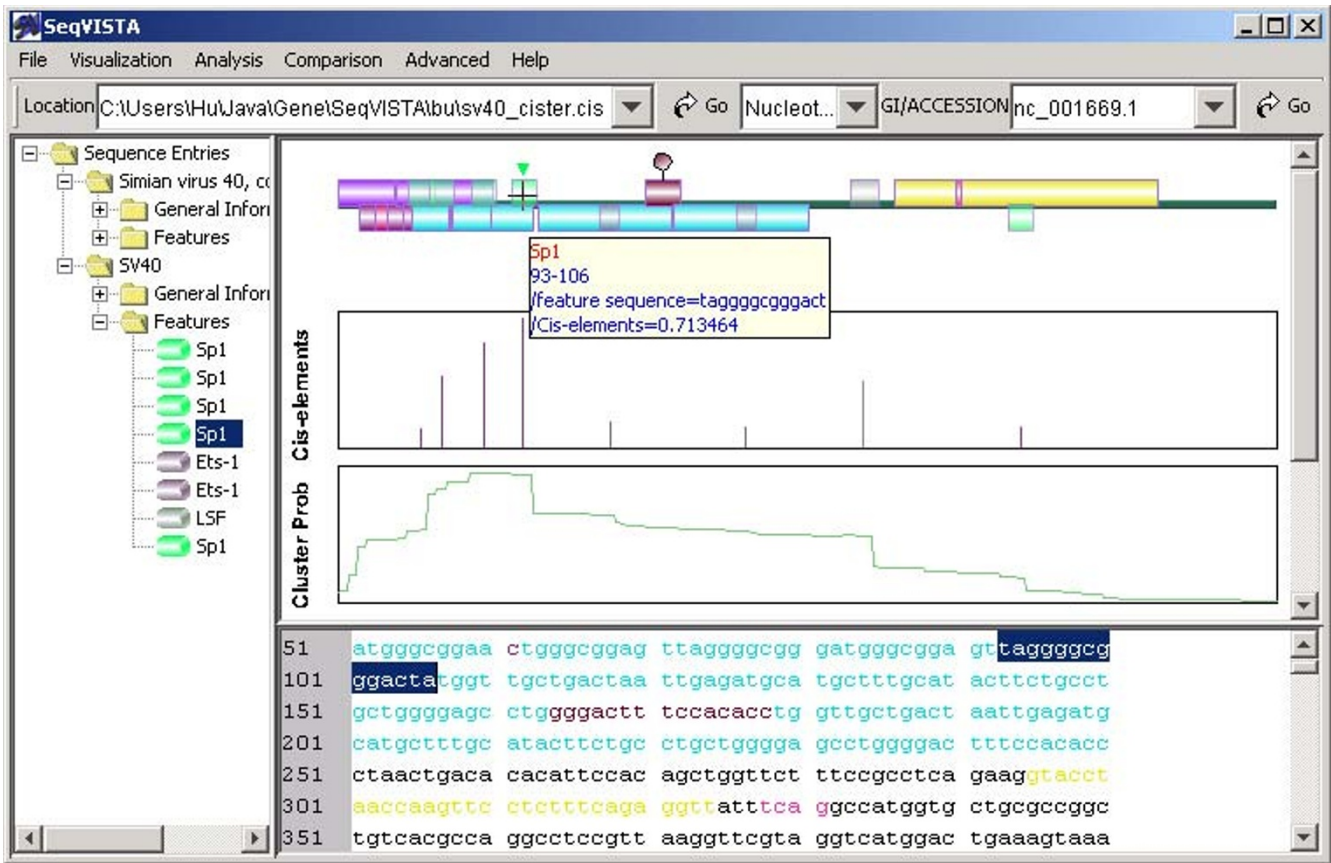 SeqVISTA
File Visualization Analysis Comparison Advanced Help
Location C:\Users\Hu\Java\Gene\SeqVISTA\bu\sv40_cister.cis Go Nucleot... GI/ACCESSION nc_001669.1 Go
Sequence Entries
Simian virus 40, co
General Inforr
Features
SV40
General Inforr
Features
Sp1
Sp1
Sp1
Sp1
Ets-1
Ets-1
LSF
Sp1
Sp1
93-106
/feature sequence=taggggcgggact
/Cis-elements=0.713464
Cis-elements
Cluster Prob
51 atgggcggaa ctgggcggag ttaggggcgg gatgggcgga gttaggggcg
101 ggactatggt tgctgactaa ttgagatgca tgctttgcat acttctgcct
151 gctggggagc ctggggactt tccacacctg gttgctgact aattgagatg
201 catgctttgc atacttctgc ctgctgggga gcctggggac tttccacacc
251 ctaactgaca cacattccac agctggttct ttccgcctca gaaggtacct
301 aaccaagttc ctctttcaga ggttatttca ggccatggtg ctgcgccggc
351 tgtcacgcca ggcctccgtt aaggttcgta ggtcatggac tgaaagtaaa